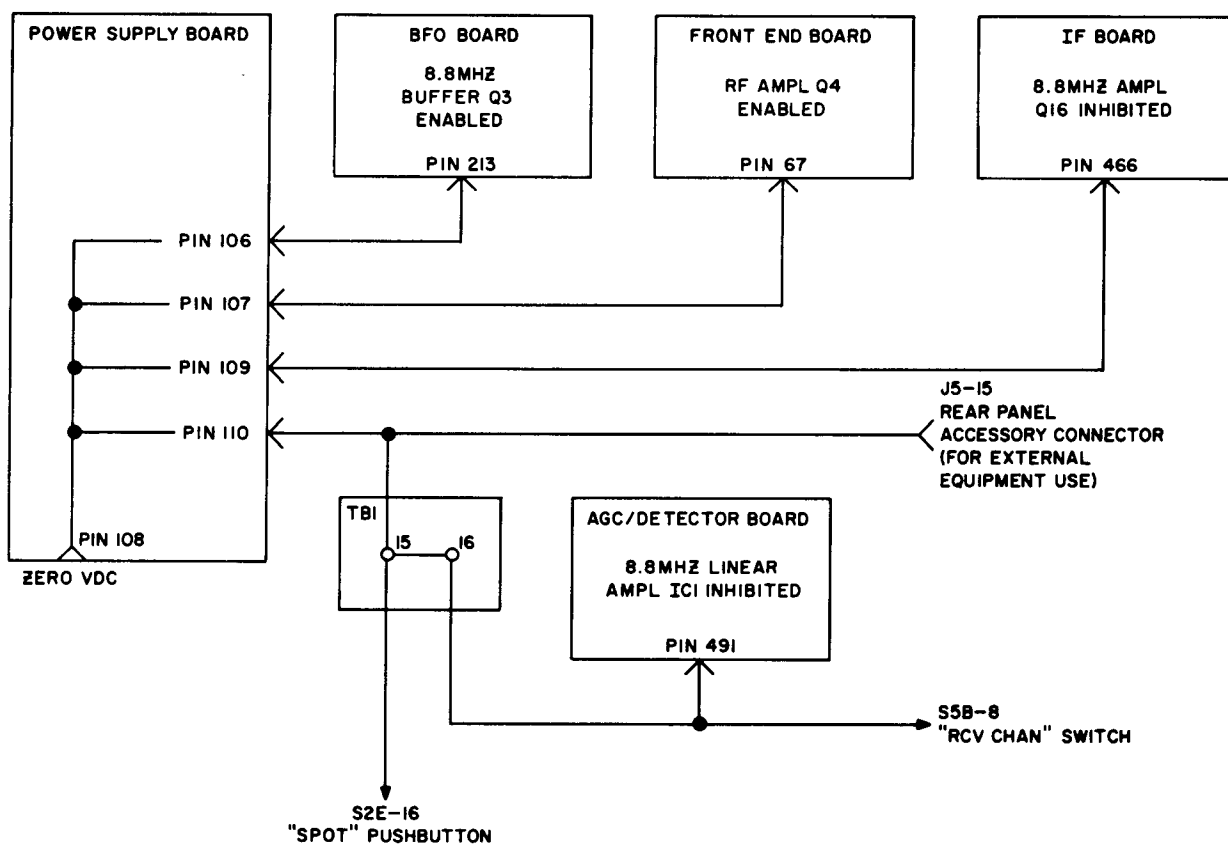 POWER SUPPLY BOARD
PIN 106
PIN 107
PIN 109
PIN 110
PIN 108
ZERO VDC
BFO BOARD
8.8MHZ
BUFFER Q3
ENABLED
PIN 213
FRONT END BOARD
RF AMPL Q4
ENABLED
PIN 67
IF BOARD
8.8MHZ AMPL
Q16 INHIBITED
PIN 466
J5-15
REAR PANEL
ACCESSORY CONNECTOR
(FOR EXTERNAL
EQUIPMENT USE)
TB1
15
16
AGC/DETECTOR BOARD
8.8MHZ LINEAR
AMPL IC1 INHIBITED
PIN 491
S5B-8
"RCV CHAN" SWITCH
S2E-16
"SPOT" PUSHBUTTON